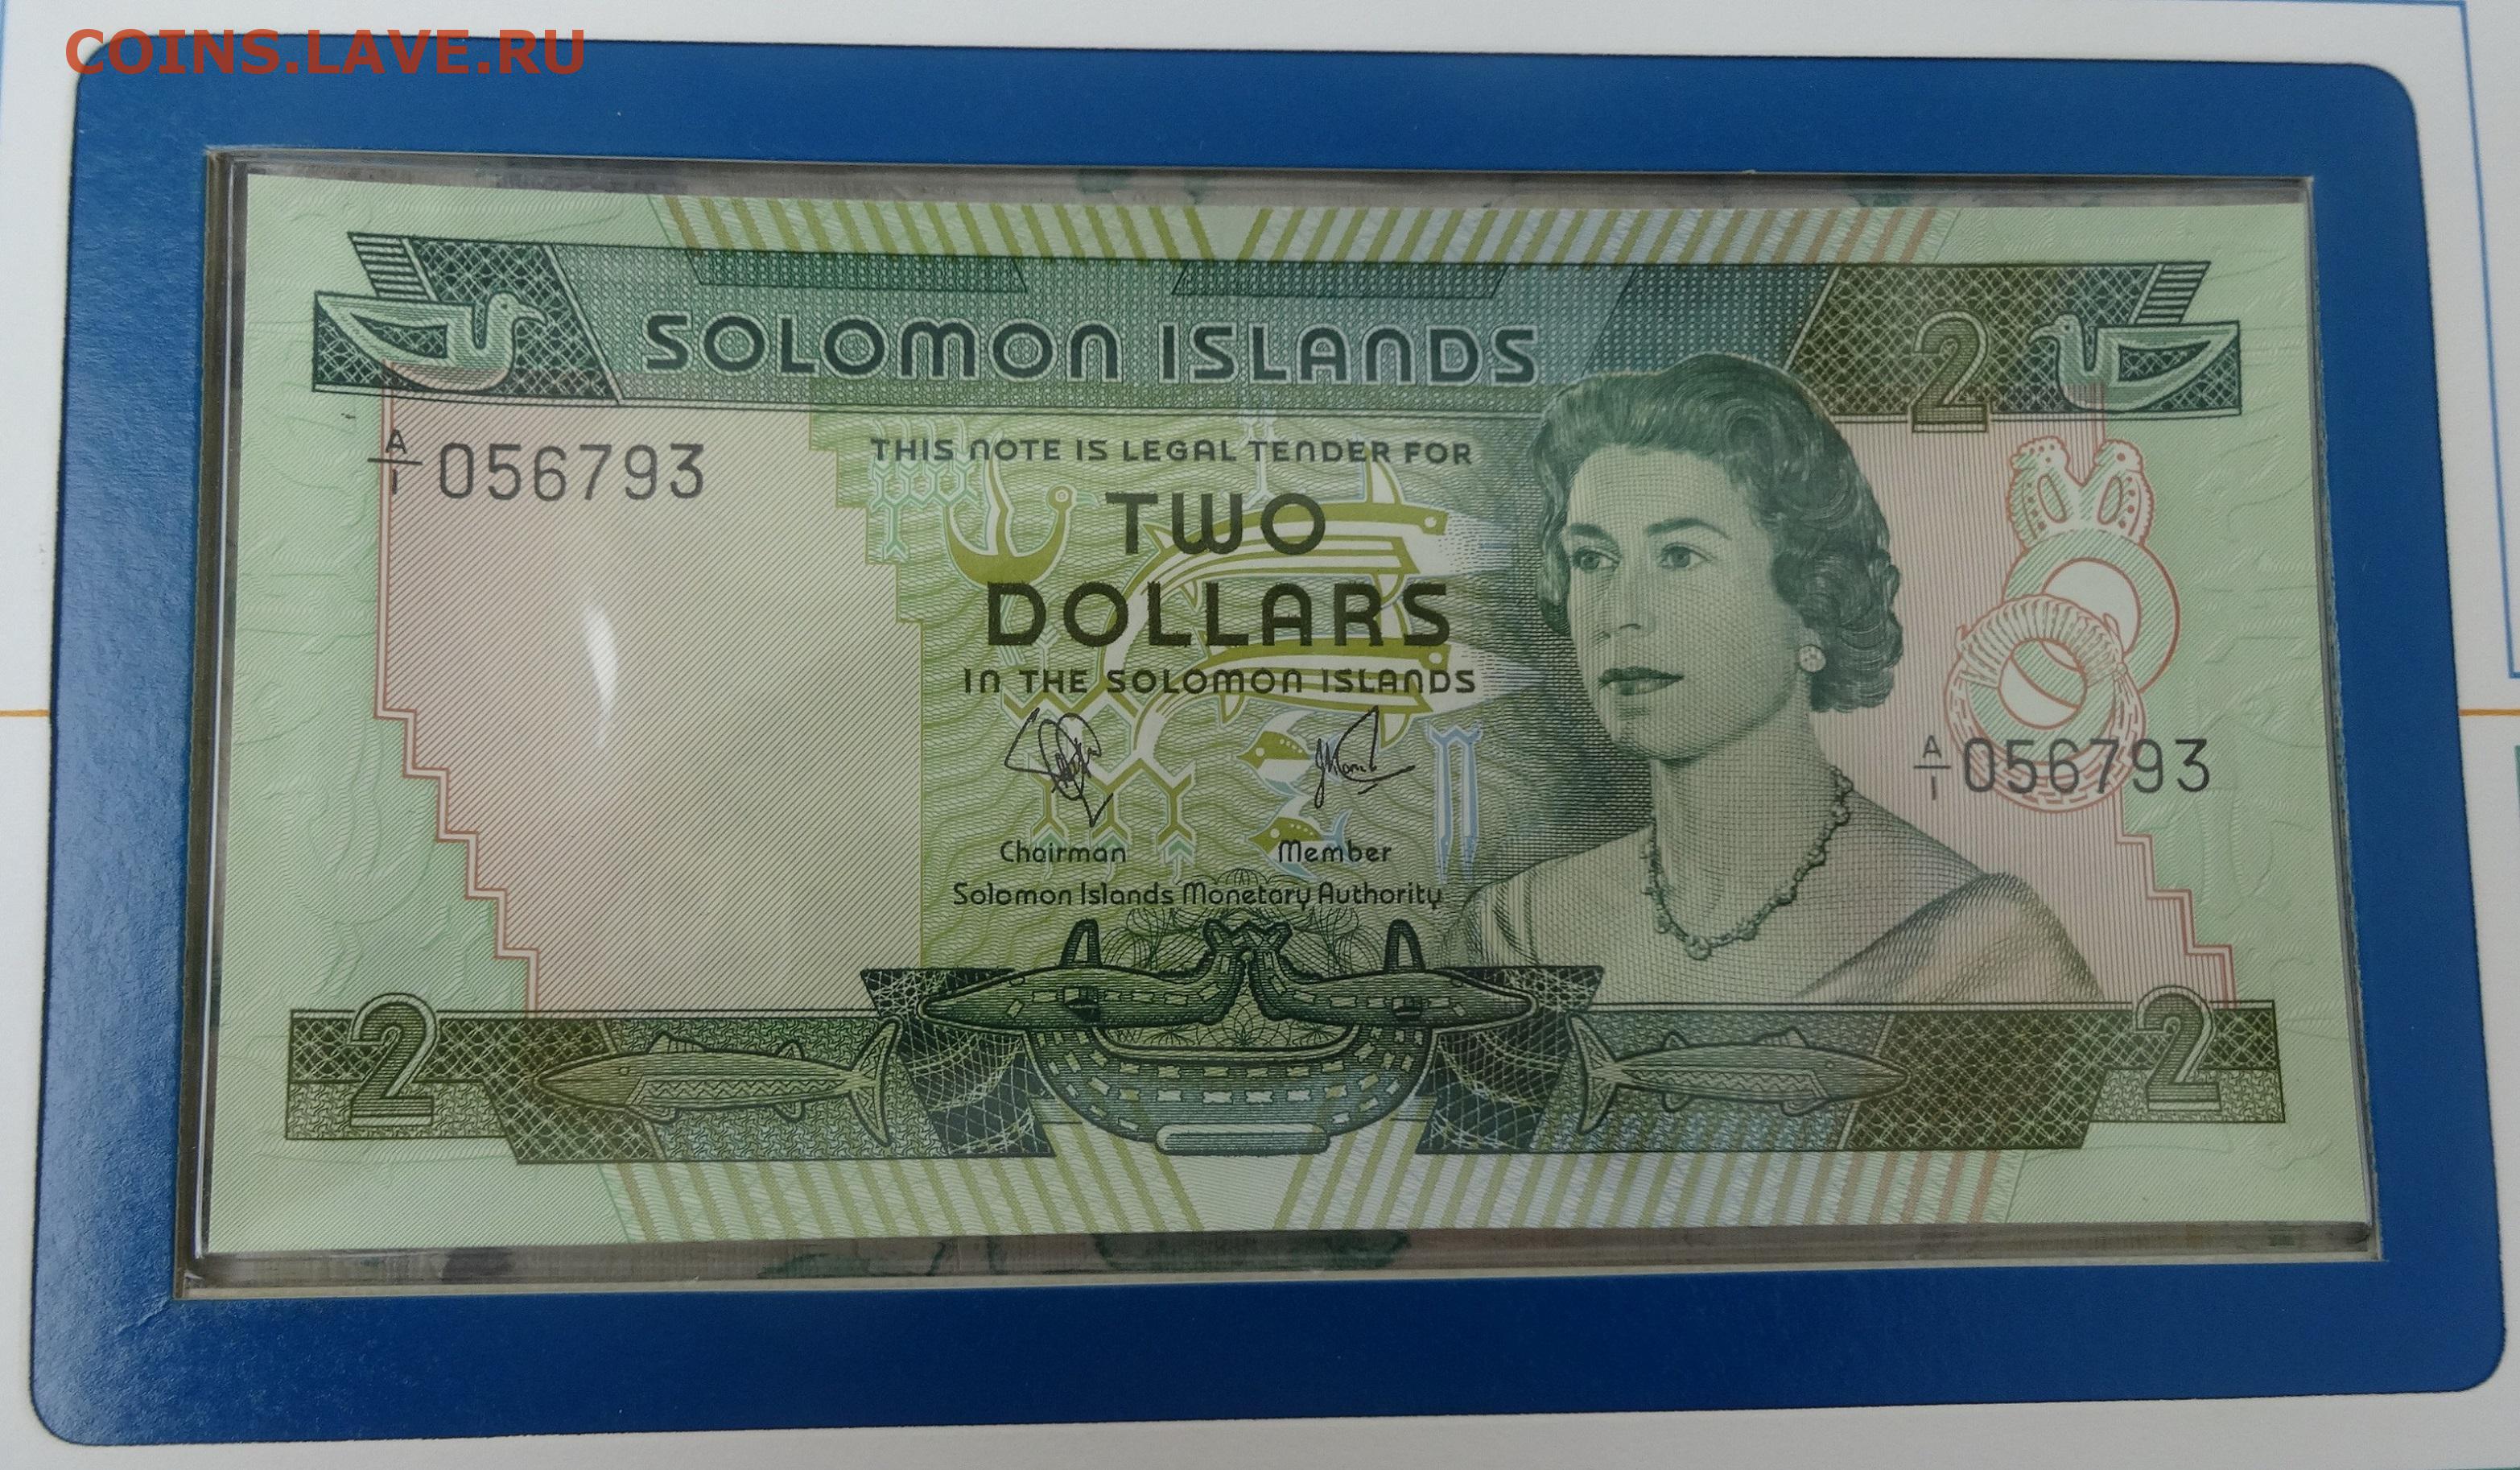 COINS.LAVE.RU
SOLOMON ISLANDS
2
A/1 056793
THIS NOTE IS LEGAL TENDER FOR
TWO
DOLLARS
IN THE SOLOMON ISLANDS
A/1 056793
Chairman Member
Solomon Islands Monetary Authority
2 2